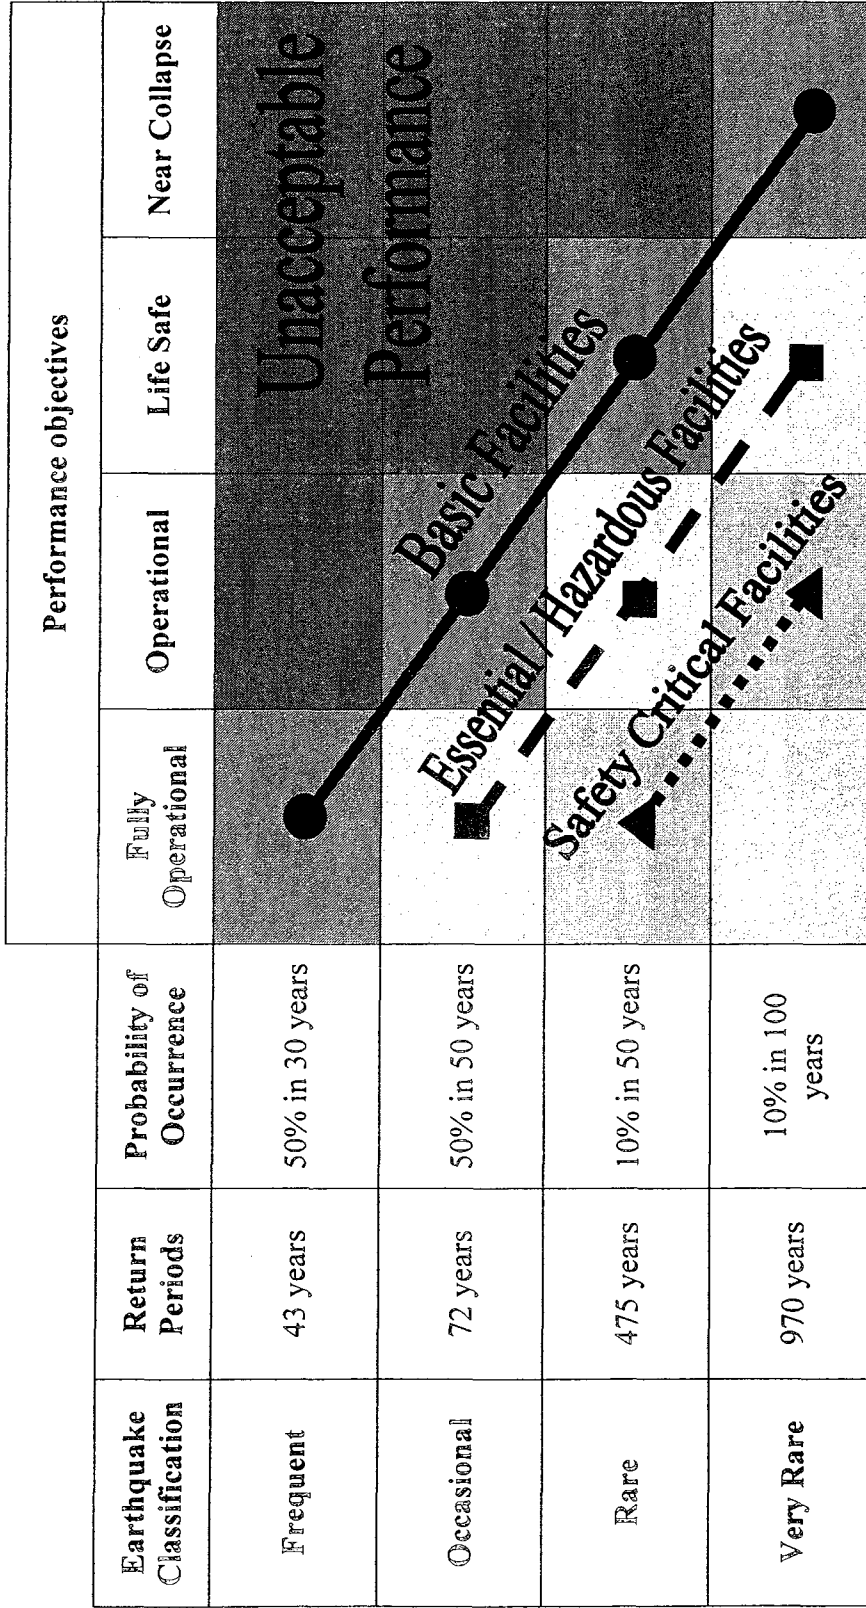 Performance objectives
Earthquake
Classification
Return
Periods
Probability of
Occurrence
Fully
Operational
Operational
Life Safe
Near Collapse
Frequent
43 years
50% in 30 years
Unacceptable
Performance
Occasional
72 years
50% in 50 years
Basic Facilities
Rare
475 years
10% in 50 years
Essential / Hazardous Facilities
Very Rare
970 years
10% in 100
years
Safety Critical Facilities